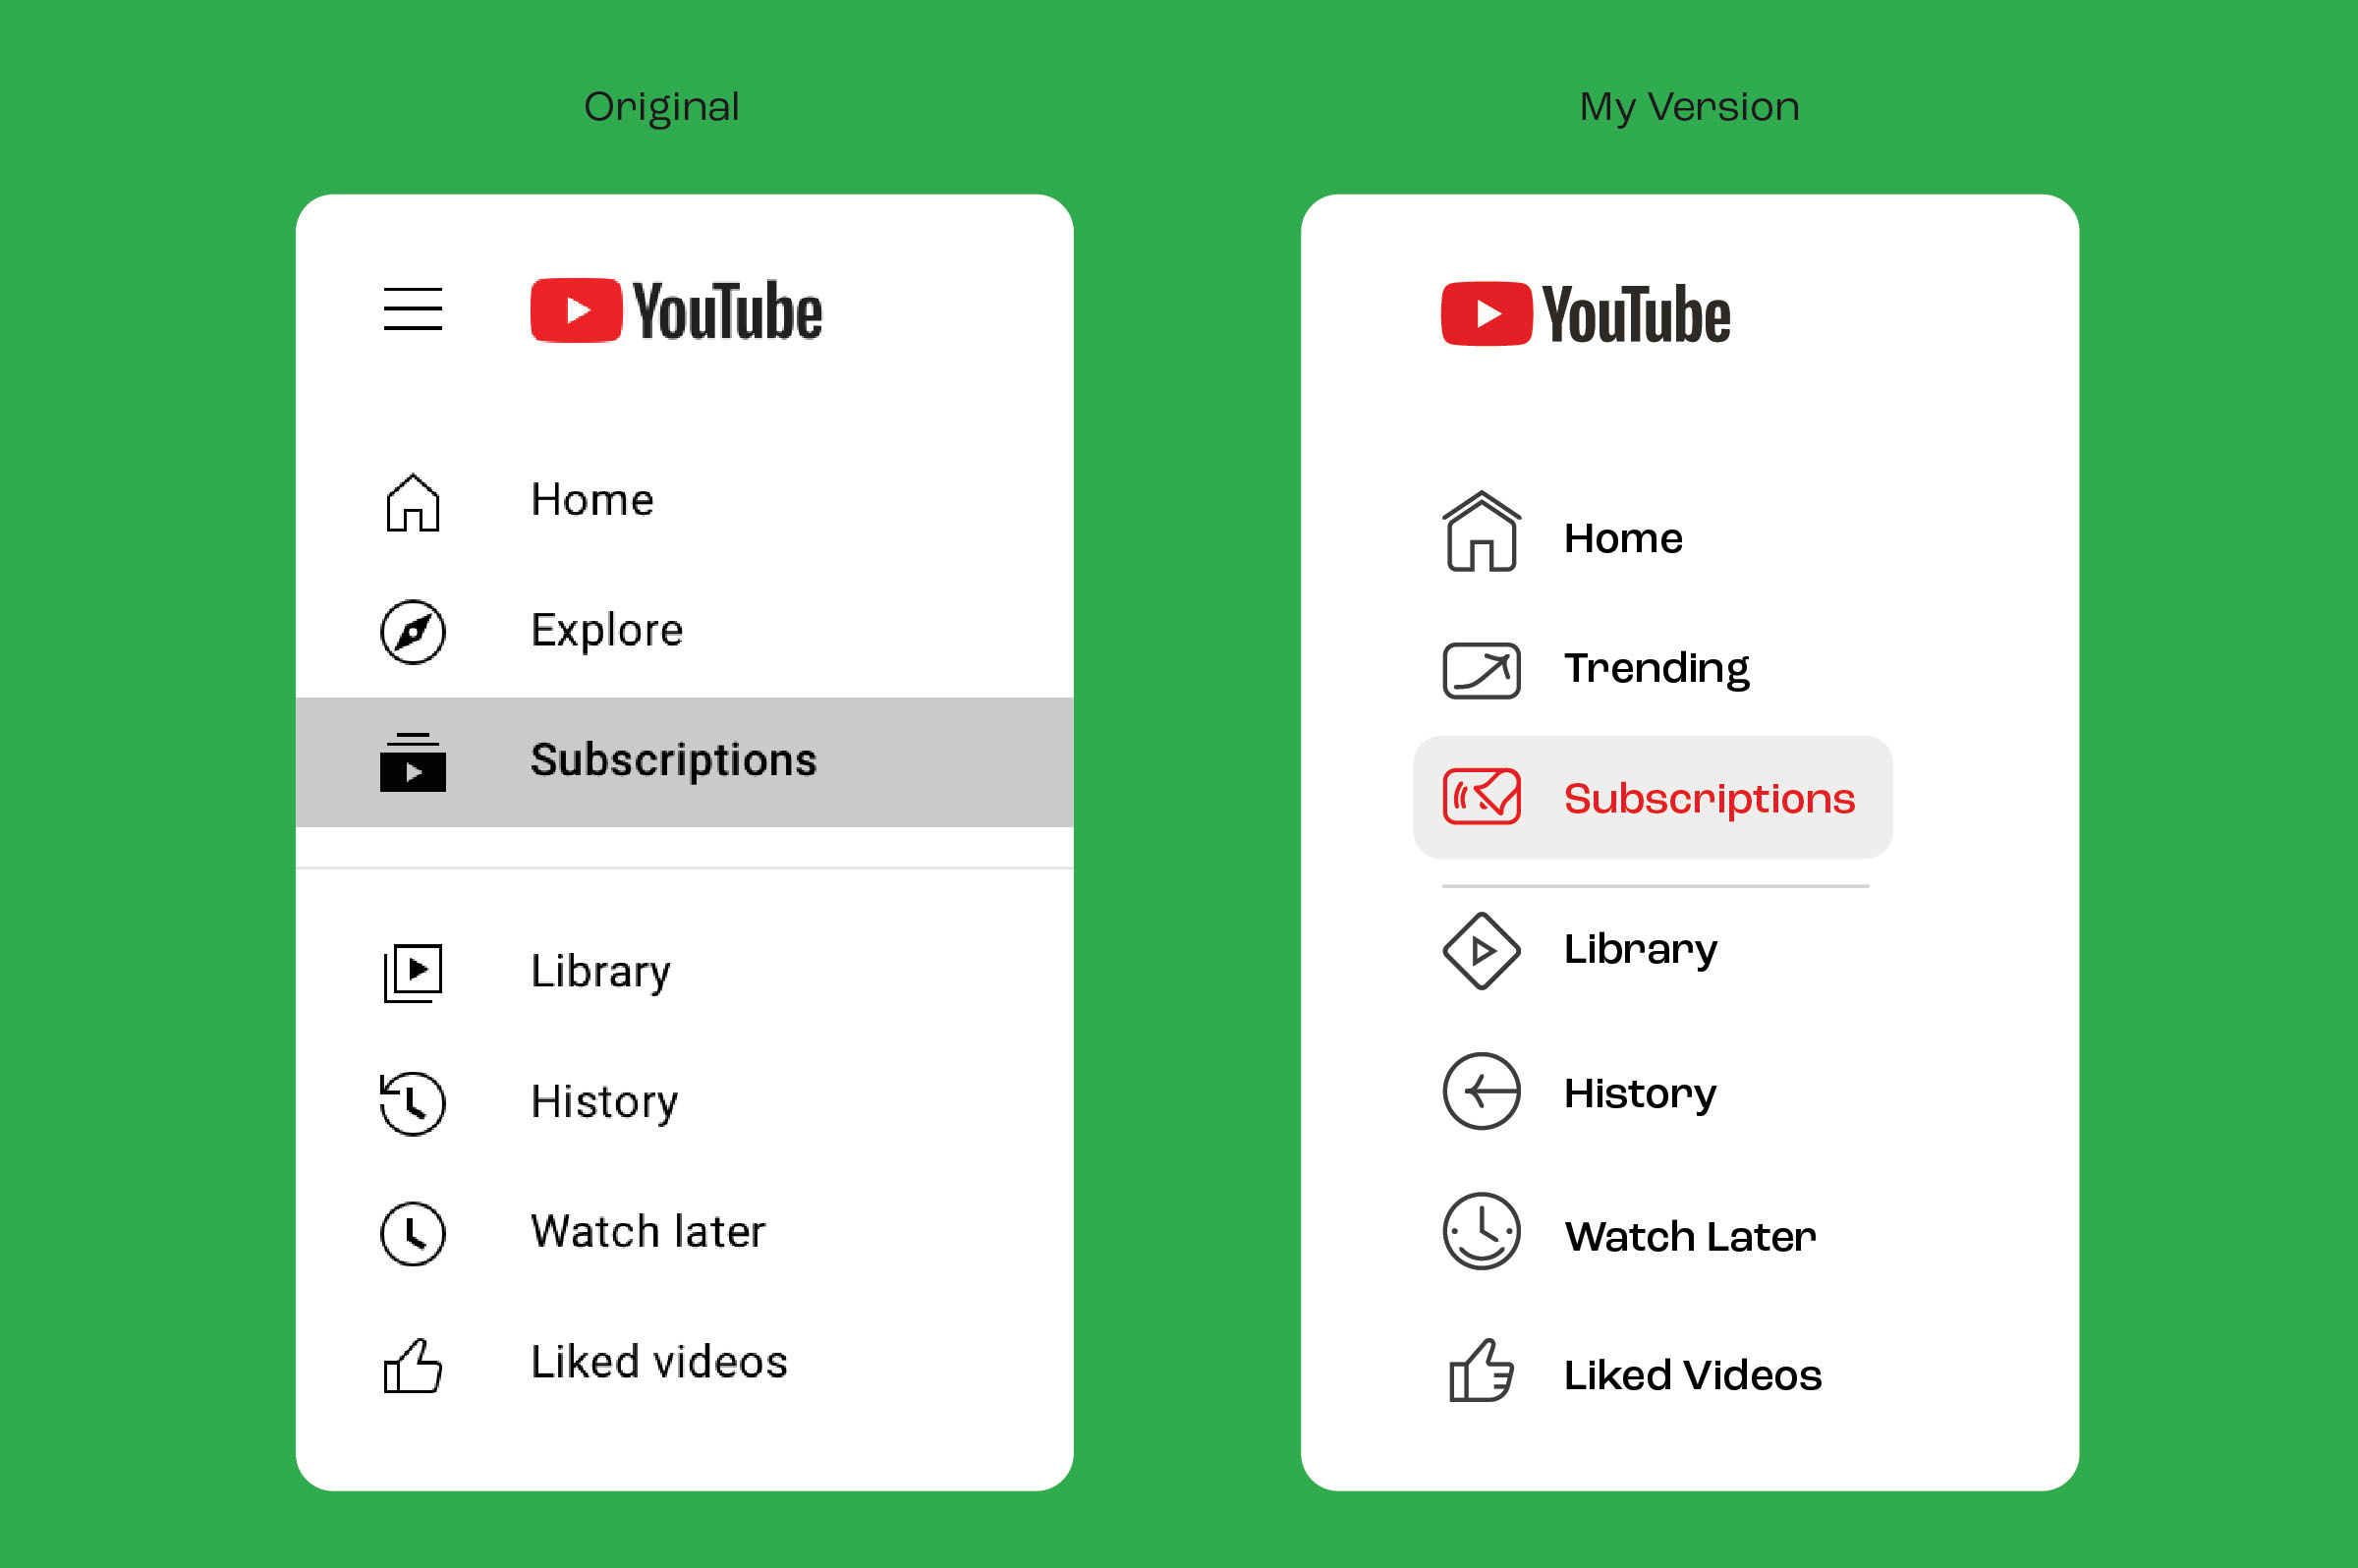 Original
YouTube
Home
Explore
Subscriptions
Library
History
Watch later
Liked videos
My Version
YouTube
Home
Trending
Subscriptions
Library
History
Watch Later
Liked Videos